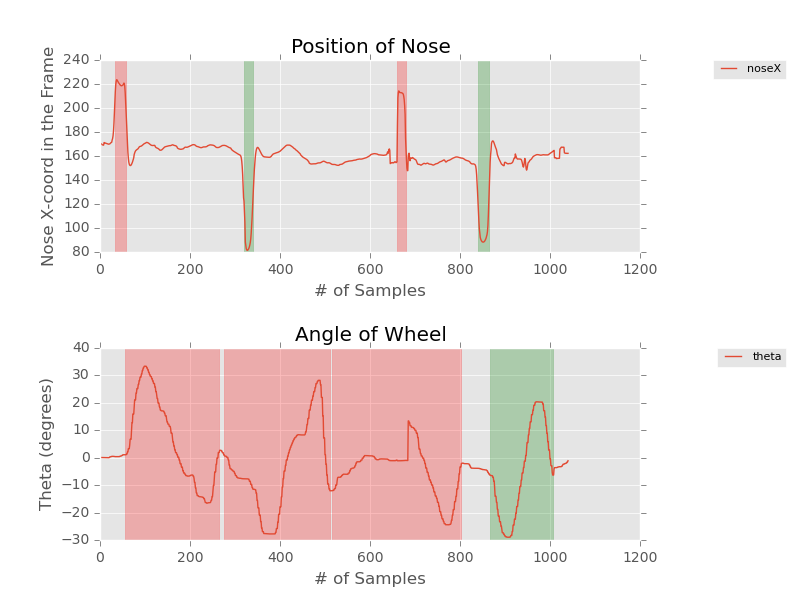 Position of Nose
240
220
200
180
160
140
120
100
80
Nose X-coord in the Frame
0 200 400 600 800 1000 1200
# of Samples
noseX
Angle of Wheel
40
30
20
10
0
−10
−20
−30
Theta (degrees)
0 200 400 600 800 1000 1200
# of Samples
theta